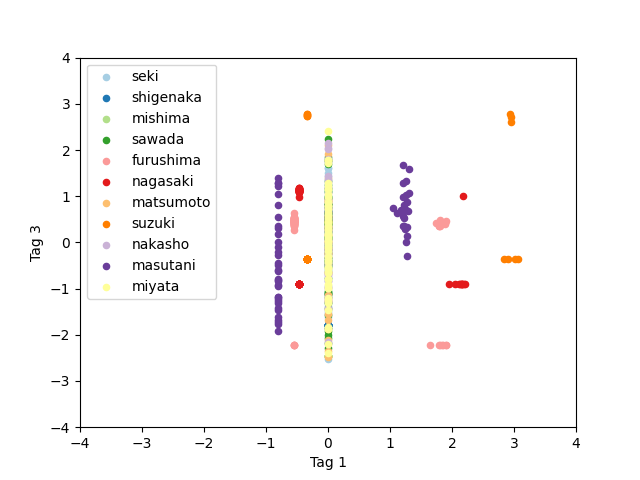 4
3
2
1
0
−1
−2
−3
−4
Tag 3
seki
shigenaka
mishima
sawada
furushima
nagasaki
matsumoto
suzuki
nakasho
masutani
miyata
−4 −3 −2 −1 0 1 2 3 4
Tag 1